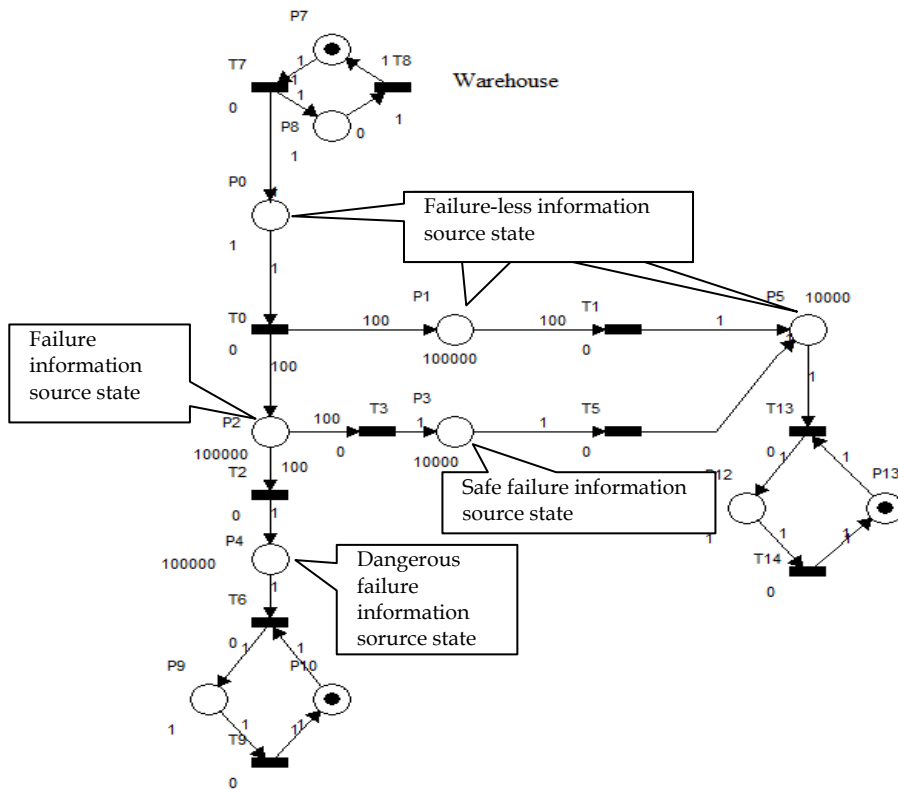 P7
1
1 T8
T7
1
Warehouse
1
0
P8
0
1
1
P0
1
Failure-less information
source state
1
1
P1
P5
10000
T0
100
100
T1
1
0
100
100000
0
1
Failure
information
source state
P2
100
T3
P3
1
1
T5
T13
100000
0
10000
0
0
1
1
T2
100
P12
P13
0
1
Safe failure information
source state
1
1
1
P4
T14
100000
0
Dangerous
failure
information
sorurce state
1
T6
0
1
1
P9
P10
1
1
1
T9
0